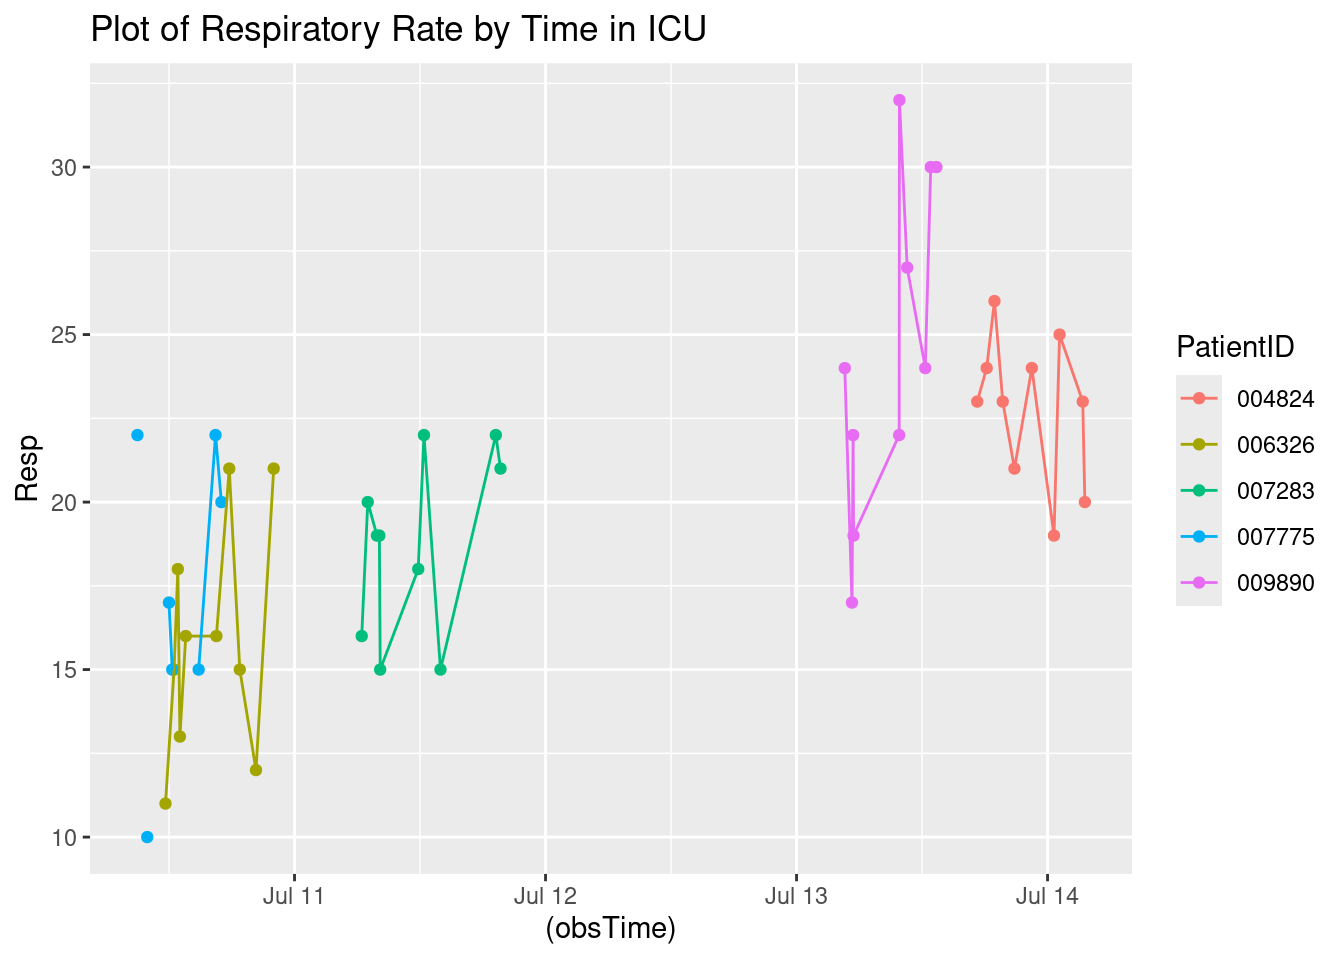 Plot of Respiratory Rate by Time in ICU
Resp
30
25
20
15
10
Jul 11 Jul 12 Jul 13 Jul 14
(obsTime)
PatientID
004824
006326
007283
007775
009890